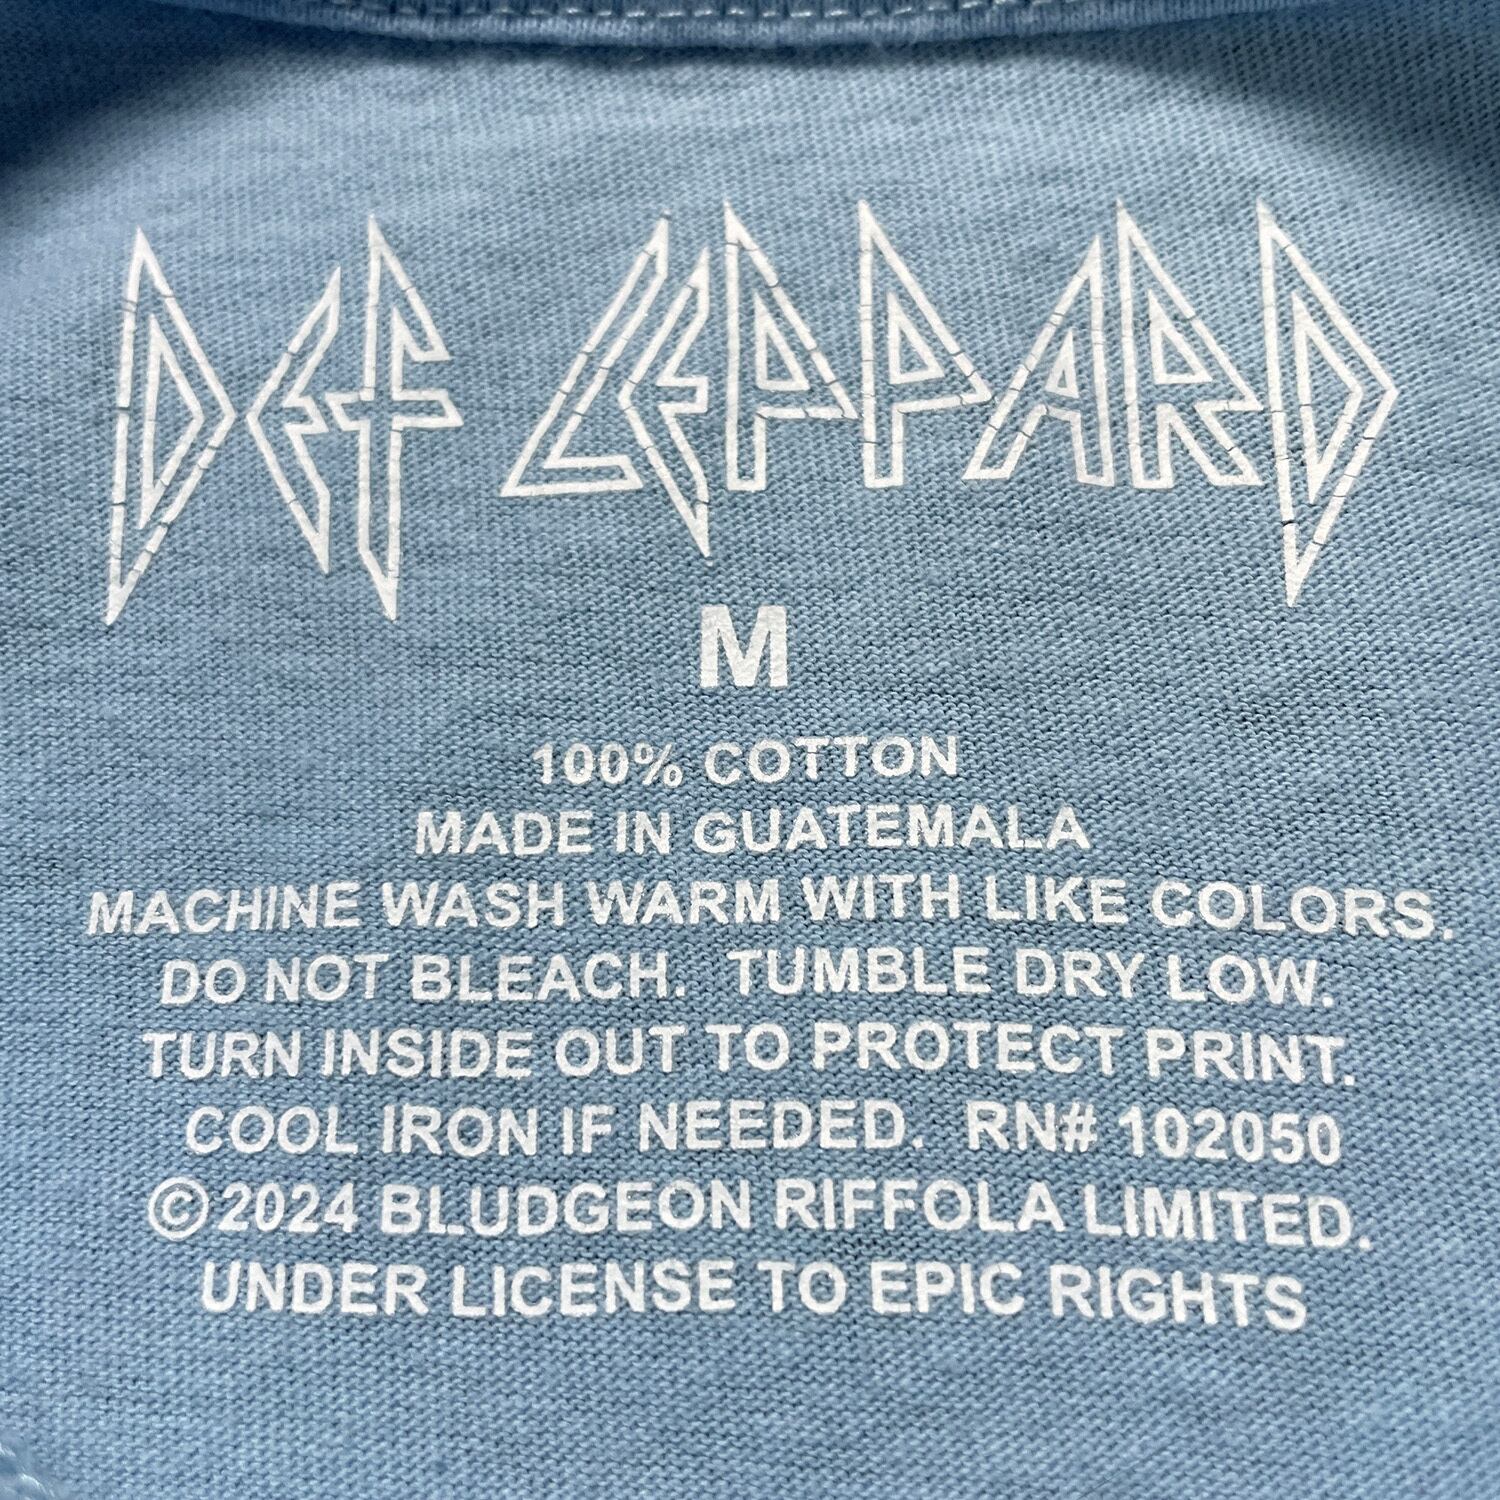 DEF LEPPARD
M
100% COTTON
MADE IN GUATEMALA
MACHINE WASH WARM WITH LIKE COLORS.
DO NOT BLEACH. TUMBLE DRY LOW.
TURN INSIDE OUT TO PROTECT PRINT.
COOL IRON IF NEEDED. RN# 102050
©2024 BLUDGEON RIFFOLA LIMITED.
UNDER LICENSE TO EPIC RIGHTS